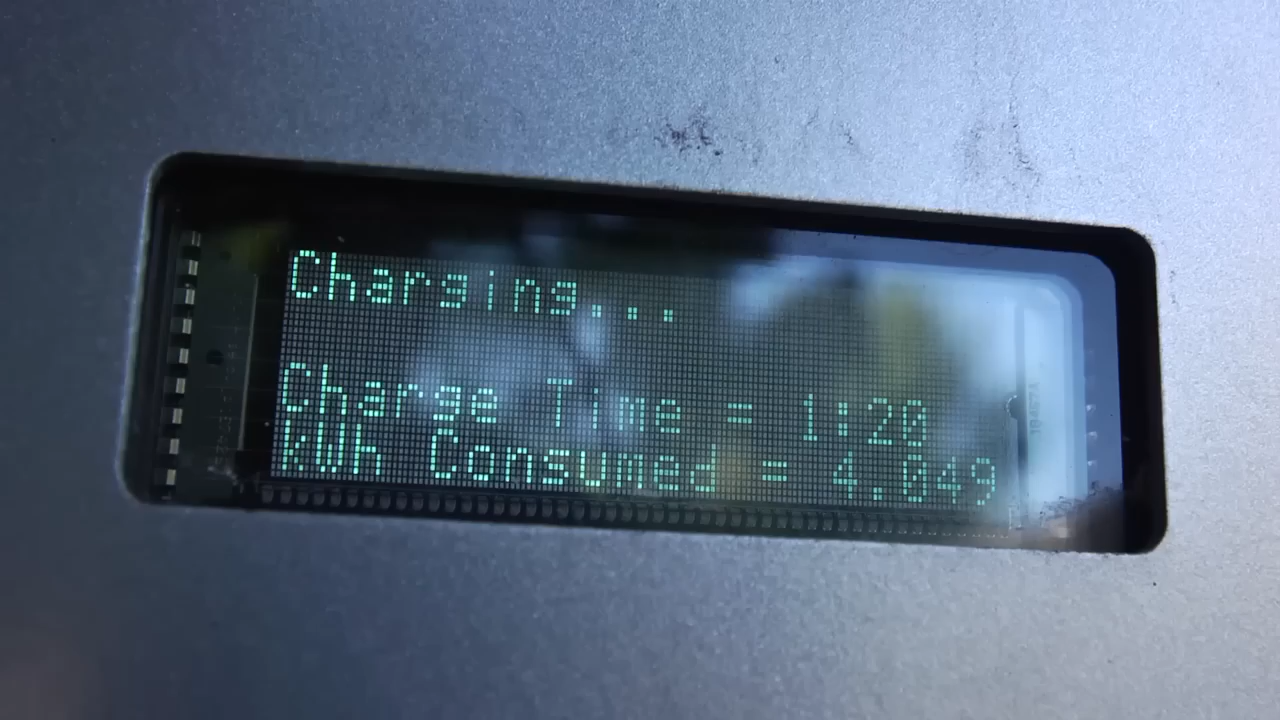 Charging...
Charge Time = 1:20
kWh Consumed = 4.049